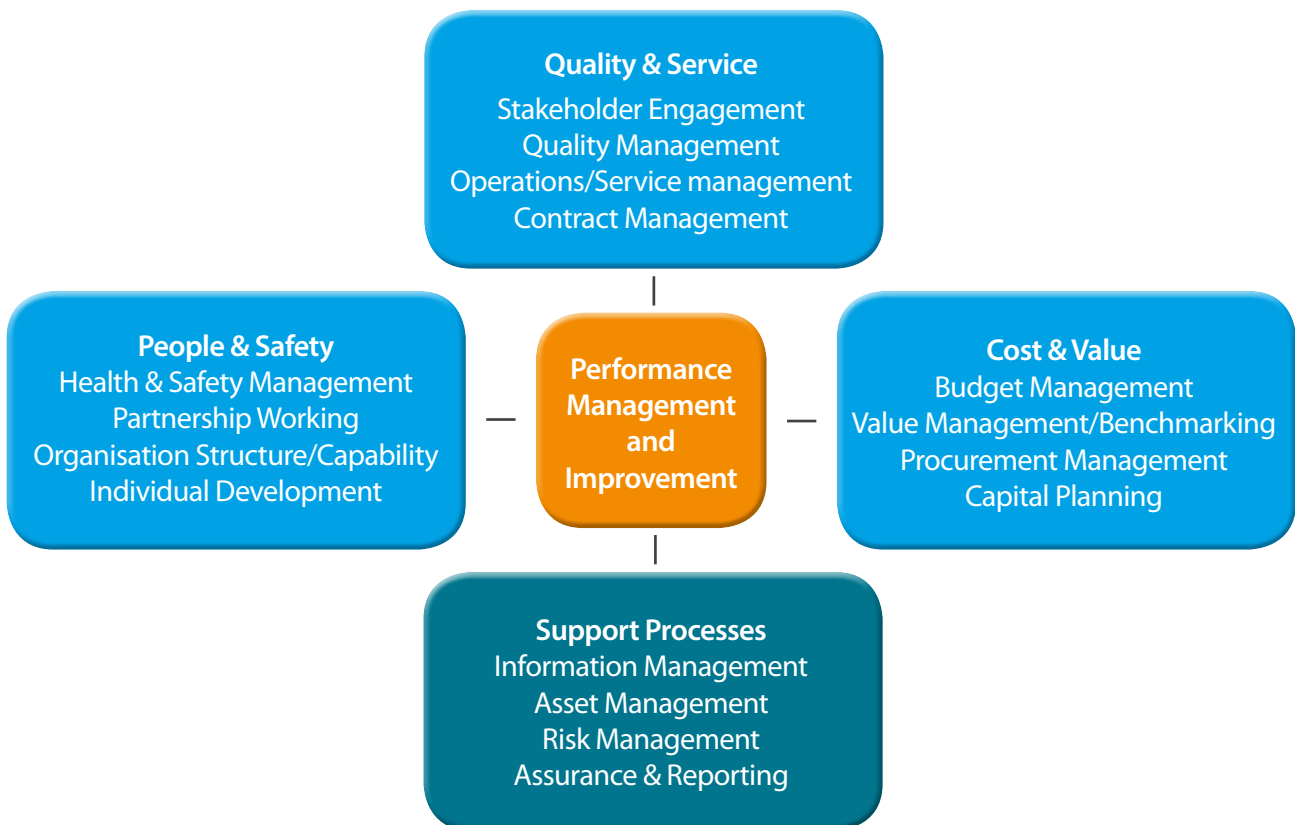 Quality & Service
Stakeholder Engagement
Quality Management
Operations/Service management
Contract Management
People & Safety
Health & Safety Management
Partnership Working
Organisation Structure/Capability
Individual Development
Performance
Management
and
Improvement
Cost & Value
Budget Management
Value Management/Benchmarking
Procurement Management
Capital Planning
Support Processes
Information Management
Asset Management
Risk Management
Assurance & Reporting